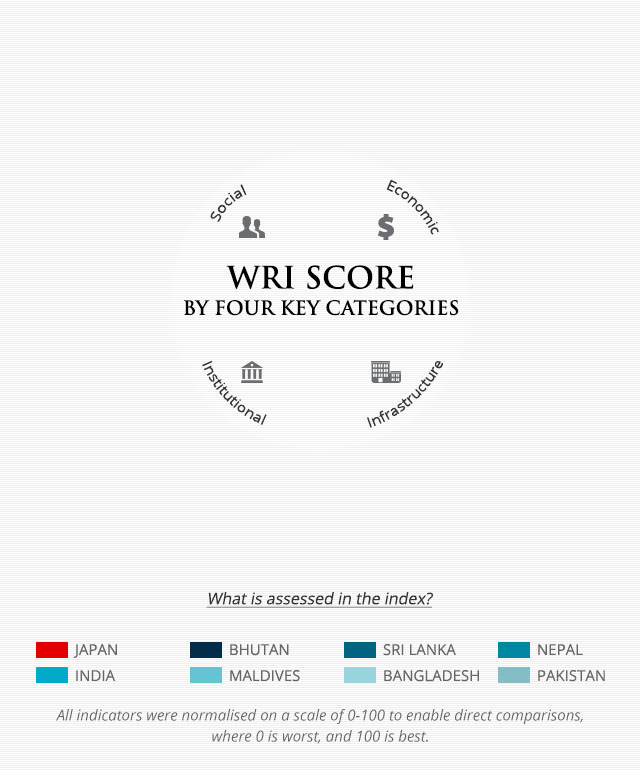 Social
Economic
$
WRI SCORE
BY FOUR KEY CATEGORIES
Institutional
Infrastructure
What is assessed in the index?
JAPAN
BHUTAN
SRI LANKA
NEPAL
INDIA
MALDIVES
BANGLADESH
PAKISTAN
All indicators were normalised on a scale of 0-100 to enable direct comparisons,
where 0 is worst, and 100 is best.